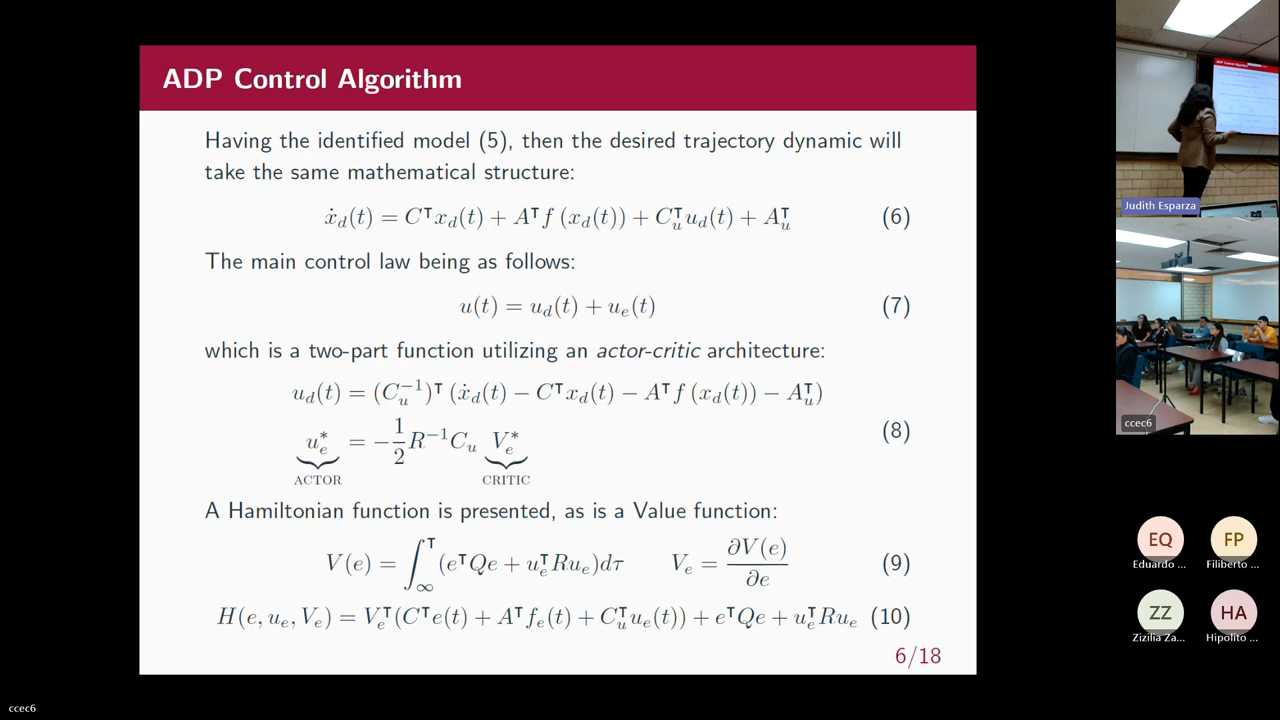 ADP Control Algorithm
Having the identified model (5), then the desired trajectory dynamic will
take the same mathematical structure:
ẋ_d(t) = C^⊤x_d(t) + A^⊤f (x_d(t)) + C_u^⊤u_d(t) + A_u^⊤ (6)
The main control law being as follows:
u(t) = u_d(t) + u_e(t) (7)
which is a two-part function utilizing an actor-critic architecture:
u_d(t) = (C_u^{-1})^⊤ (ẋ_d(t) − C^⊤x_d(t) − A^⊤f (x_d(t)) − A_u^⊤)
u_e^* = −1/2 R^{-1}C_u V_e^* (8)
ACTOR CRITIC
A Hamiltonian function is presented, as is a Value function:
V(e) = ∫_∞^⊤ (e^⊤Qe + u_e^⊤Ru_e)dτ V_e = ∂V(e)/∂e (9)
H(e, u_e, V_e) = V_e^⊤(C^⊤e(t) + A^⊤f_e(t) + C_u^⊤u_e(t)) + e^⊤Qe + u_e^⊤Ru_e (10)
6/18
ADP Control Algorithm
Judith Esparza
ccec6
EQ FP
Eduardo ... Filiberto ...
ZZ HA
Zizilia Za... Hipolito ...
ccec6